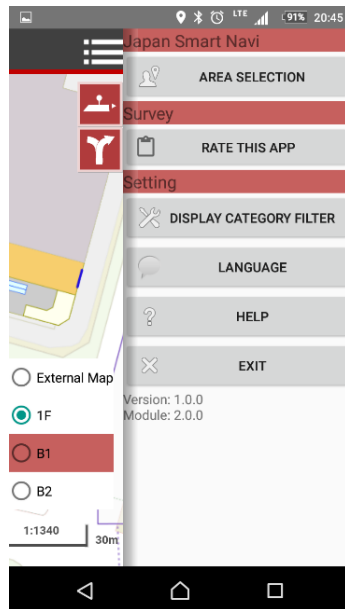 LTE 91% 20:45
Japan Smart Navi
AREA SELECTION
Survey
RATE THIS APP
Setting
DISPLAY CATEGORY FILTER
LANGUAGE
HELP
EXIT
Version: 1.0.0
Module: 2.0.0
External Map
1F
B1
B2
1:1340
30m